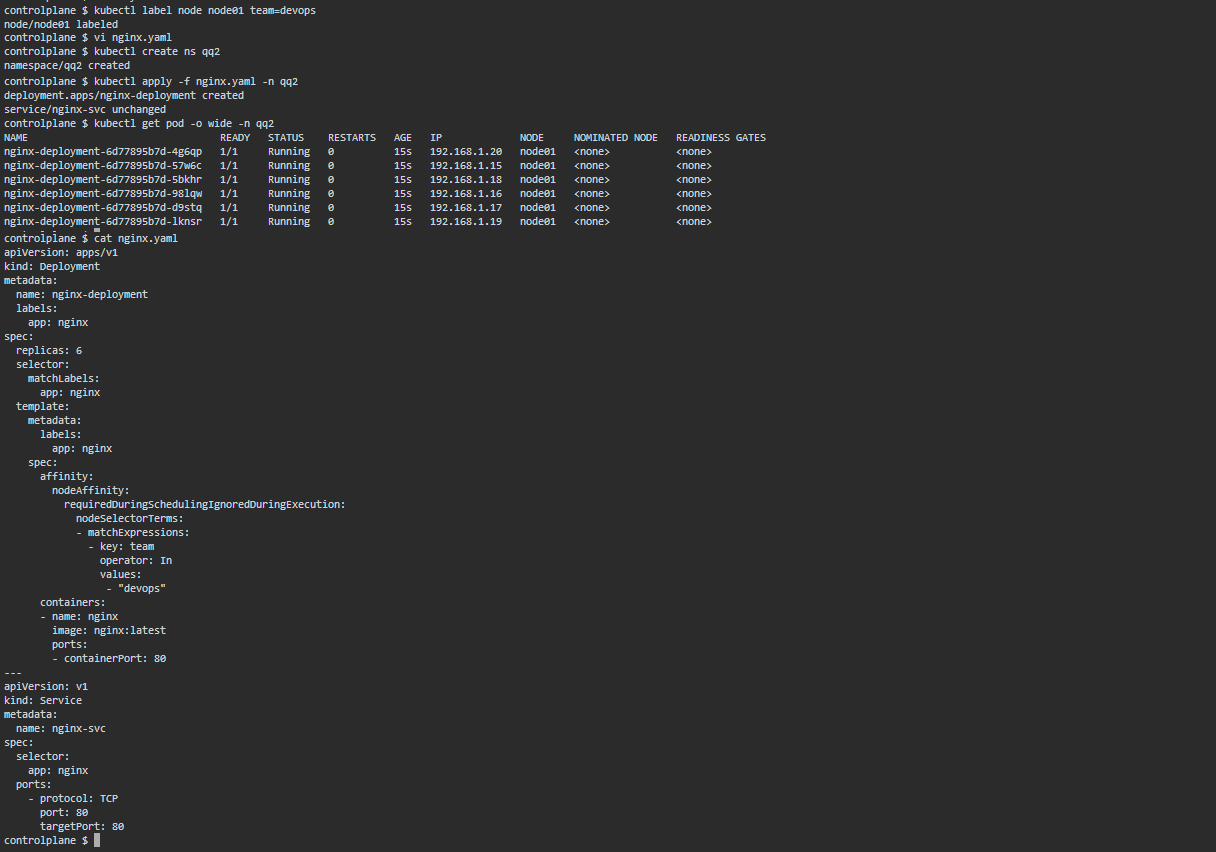 controlplane $ kubectl label node node01 team=devops
node/node01 labeled
controlplane $ vi nginx.yaml
controlplane $ kubectl create ns qq2
namespace/qq2 created
controlplane $ kubectl apply -f nginx.yaml -n qq2
deployment.apps/nginx-deployment created
service/nginx-svc unchanged
controlplane $ kubectl get pod -o wide -n qq2
NAME                                READY   STATUS    RESTARTS   AGE   IP             NODE     NOMINATED NODE   READINESS GATES
nginx-deployment-6d77895b7d-4g6qp   1/1     Running   0          15s   192.168.1.20   node01   <none>           <none>
nginx-deployment-6d77895b7d-57w6c   1/1     Running   0          15s   192.168.1.15   node01   <none>           <none>
nginx-deployment-6d77895b7d-5bkhr   1/1     Running   0          15s   192.168.1.18   node01   <none>           <none>
nginx-deployment-6d77895b7d-98lqw   1/1     Running   0          15s   192.168.1.16   node01   <none>           <none>
nginx-deployment-6d77895b7d-d9stq   1/1     Running   0          15s   192.168.1.17   node01   <none>           <none>
nginx-deployment-6d77895b7d-lknsr   1/1     Running   0          15s   192.168.1.19   node01   <none>           <none>
controlplane $ cat nginx.yaml
apiVersion: apps/v1
kind: Deployment
metadata:
  name: nginx-deployment
  labels:
    app: nginx
spec:
  replicas: 6
  selector:
    matchLabels:
      app: nginx
  template:
    metadata:
      labels:
        app: nginx
    spec:
      affinity:
        nodeAffinity:
          requiredDuringSchedulingIgnoredDuringExecution:
            nodeSelectorTerms:
            - matchExpressions:
              - key: team
                operator: In
                values:
                 - "devops"
      containers:
      - name: nginx
        image: nginx:latest
        ports:
        - containerPort: 80
---
apiVersion: v1
kind: Service
metadata:
  name: nginx-svc
spec:
  selector:
    app: nginx
  ports:
    - protocol: TCP
      port: 80
      targetPort: 80
controlplane $